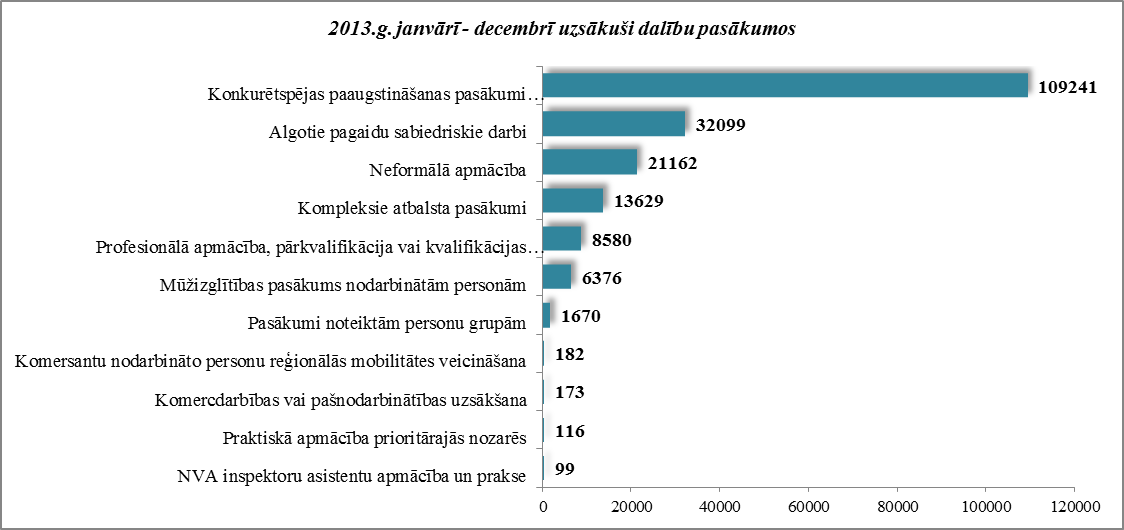 2013.g. janvārī - decembrī uzsākuši dalību pasākumos
Konkurētspējas paaugstināšanas pasākumi… 109241
Algotie pagaidu sabiedriskie darbi 32099
Neformālā apmācība 21162
Kompleksie atbalsta pasākumi 13629
Profesionālā apmācība, pārkvalifikācija vai kvalifikācijas… 8580
Mūžizglītības pasākums nodarbinātām personām 6376
Pasākumi noteiktām personu grupām 1670
Komersantu nodarbināto personu reģionālās mobilitātes veicināšana 182
Komercdarbības vai pašnodarbinātības uzsākšana 173
Praktiskā apmācība prioritārajās nozarēs 116
NVA inspektoru asistentu apmācība un prakse 99
0 20000 40000 60000 80000 100000 120000